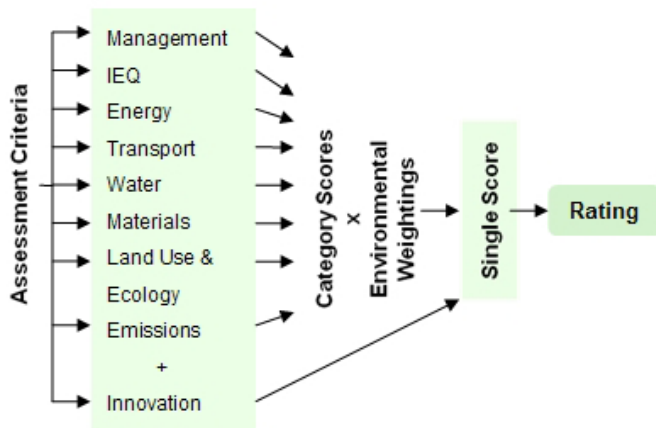 Assessment Criteria
Management
IEQ
Energy
Transport
Water
Materials
Land Use &
Ecology
Emissions
+
Innovation
Category Scores
x
Environmental
Weightings
Single Score
Rating